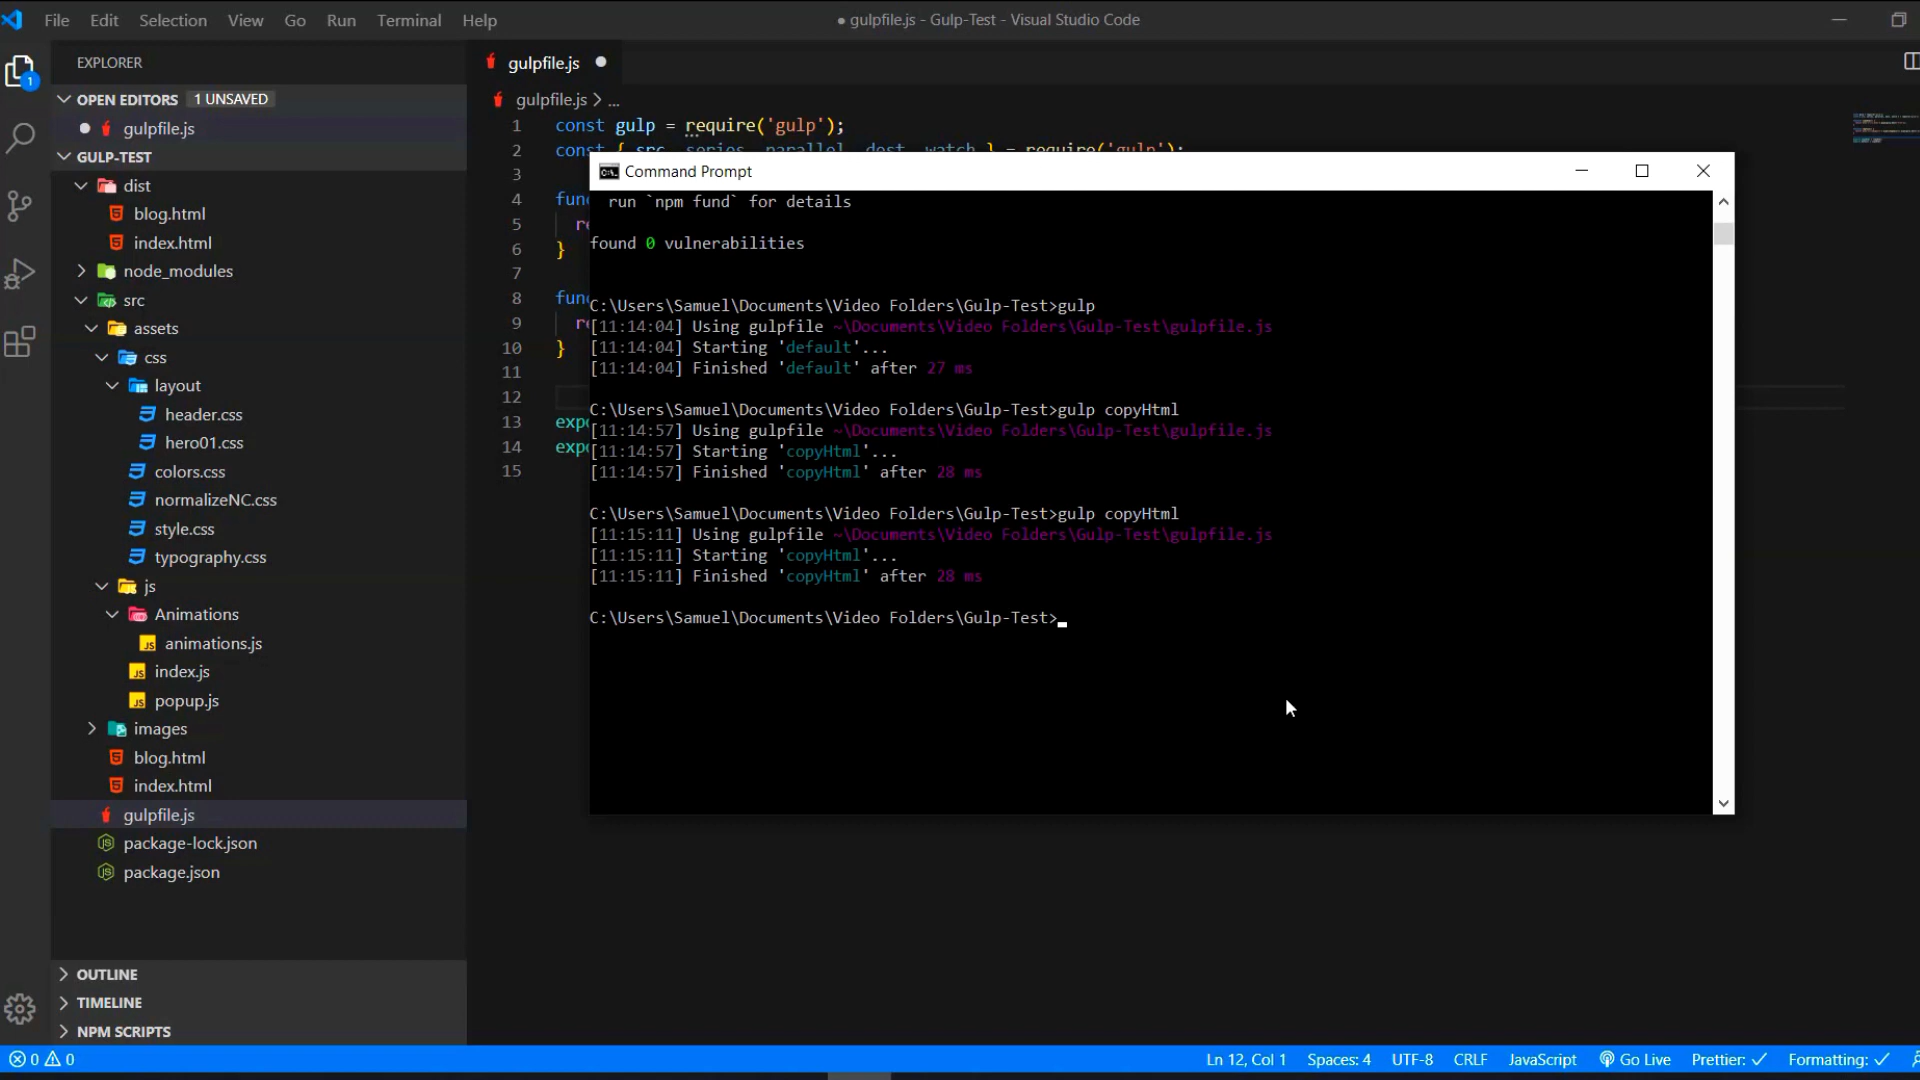 File Edit Selection View Go Run Terminal Help
● gulpfile.js - Gulp-Test - Visual Studio Code
EXPLORER
OPEN EDITORS 1 UNSAVED
gulpfile.js
GULP-TEST
dist
blog.html
index.html
node_modules
src
assets
css
layout
header.css
hero01.css
colors.css
normalizeNC.css
style.css
typography.css
js
Animations
animations.js
index.js
popup.js
images
blog.html
index.html
gulpfile.js
package-lock.json
package.json
OUTLINE
TIMELINE
NPM SCRIPTS
1
gulpfile.js
gulpfile.js > ...
1 const gulp = require('gulp');
2 const { src, series, parallel, dest, watch } = require('gulp');
3
4 func
5 re
6 }
7
8 func
9 re
10 }
11
12
13 expo
14 expo
15
Command Prompt
run `npm fund` for details
found 0 vulnerabilities
C:\Users\Samuel\Documents\Video Folders\Gulp-Test>gulp
[11:14:04] Using gulpfile ~\Documents\Video Folders\Gulp-Test\gulpfile.js
[11:14:04] Starting 'default'...
[11:14:04] Finished 'default' after 27 ms
C:\Users\Samuel\Documents\Video Folders\Gulp-Test>gulp copyHtml
[11:14:57] Using gulpfile ~\Documents\Video Folders\Gulp-Test\gulpfile.js
[11:14:57] Starting 'copyHtml'...
[11:14:57] Finished 'copyHtml' after 28 ms
C:\Users\Samuel\Documents\Video Folders\Gulp-Test>gulp copyHtml
[11:15:11] Using gulpfile ~\Documents\Video Folders\Gulp-Test\gulpfile.js
[11:15:11] Starting 'copyHtml'...
[11:15:11] Finished 'copyHtml' after 28 ms
C:\Users\Samuel\Documents\Video Folders\Gulp-Test>
0 0 Ln 12, Col 1 Spaces: 4 UTF-8 CRLF JavaScript Go Live Prettier: ✓ Formatting: ✓